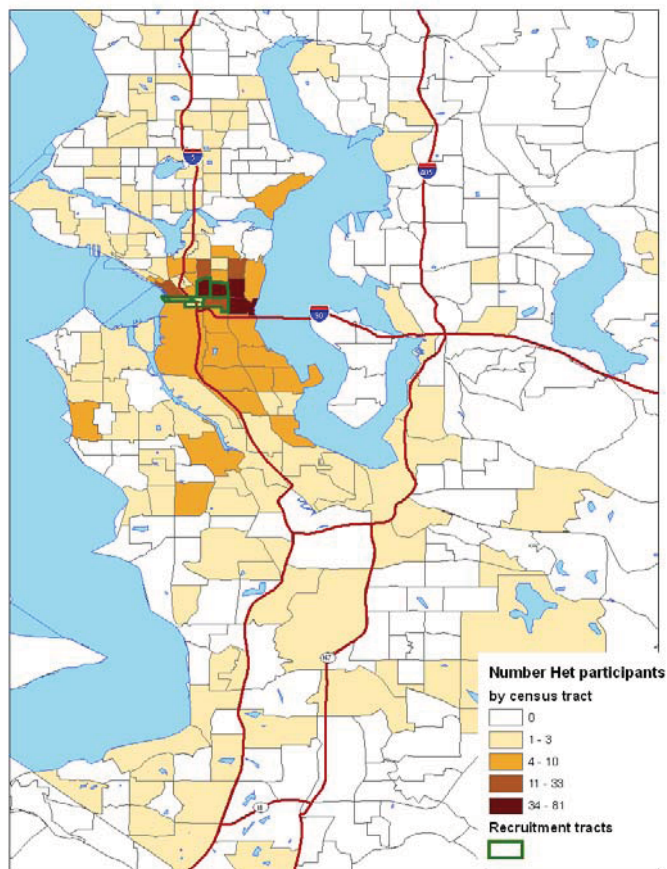 5
405
90
167
18
Number Het participants
by census tract
0
1 - 3
4 - 10
11 - 33
34 - 81
Recruitment tracts